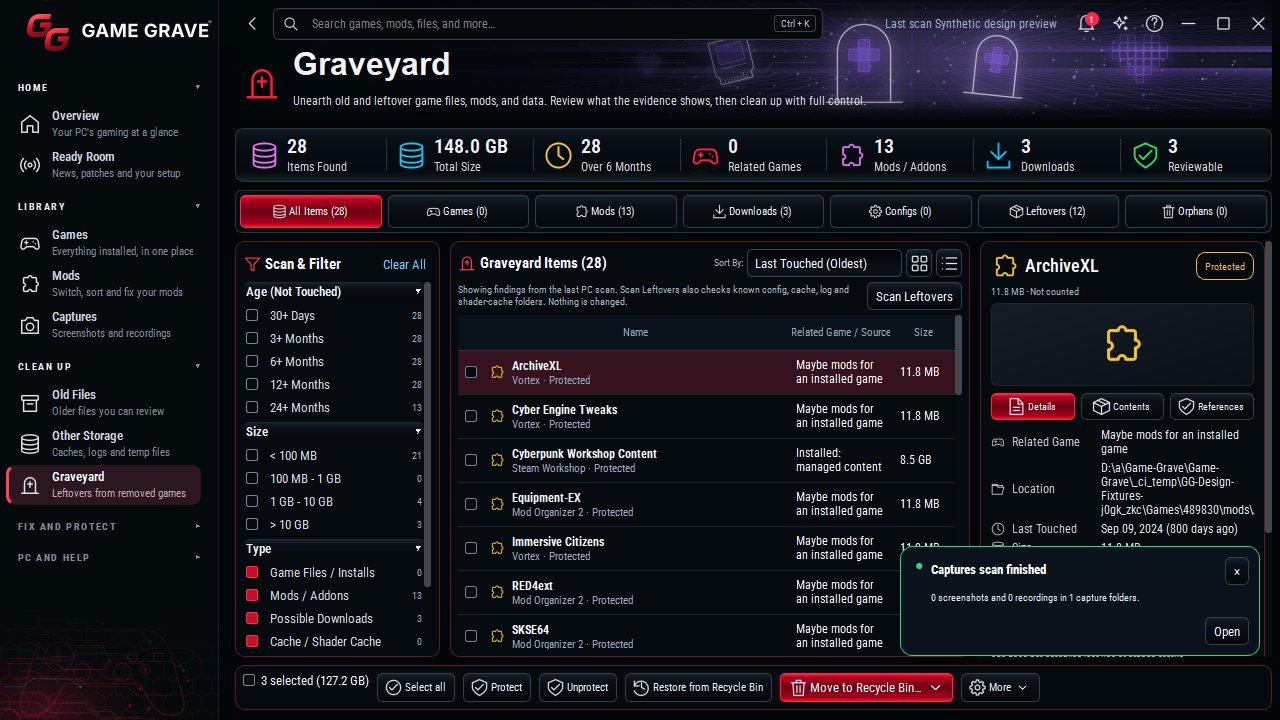 GAME GRAVE
Search games, mods, files, and more...
Ctrl + K
Last scan Synthetic design preview
1
Graveyard
Unearth old and leftover game files, mods, and data. Review what the evidence shows, then clean up with full control.
HOME
Overview
Your PC's gaming at a glance
Ready Room
News, patches and your setup
LIBRARY
Games
Everything installed, in one place
Mods
Switch, sort and fix your mods
Captures
Screenshots and recordings
CLEAN UP
Old Files
Older files you can review
Other Storage
Caches, logs and temp files
Graveyard
Leftovers from removed games
FIX AND PROTECT
PC AND HELP
28
Items Found
148.0 GB
Total Size
28
Over 6 Months
0
Related Games
13
Mods / Addons
3
Downloads
3
Reviewable
All Items (28)
Games (0)
Mods (13)
Downloads (3)
Configs (0)
Leftovers (12)
Orphans (0)
Scan & Filter
Clear All
Age (Not Touched)
30+ Days 28
3+ Months 28
6+ Months 28
12+ Months 28
24+ Months 13
Size
< 100 MB 21
100 MB - 1 GB 0
1 GB - 10 GB 4
> 10 GB 3
Type
Game Files / Installs 0
Mods / Addons 13
Possible Downloads 3
Cache / Shader Cache 0
Graveyard Items (28)
Sort By:
Last Touched (Oldest)
Showing findings from the last PC scan. Scan Leftovers also checks known config, cache, log and
shader-cache folders. Nothing is changed.
Scan Leftovers
Name
Related Game / Source
Size
ArchiveXL
Vortex · Protected
Maybe mods for
an installed game
11.8 MB
Cyber Engine Tweaks
Vortex · Protected
Maybe mods for
an installed game
11.8 MB
Cyberpunk Workshop Content
Steam Workshop · Protected
Installed:
managed content
8.5 GB
Equipment-EX
Mod Organizer 2 · Protected
Maybe mods for
an installed game
11.8 MB
Immersive Citizens
Vortex · Protected
Maybe mods for
an installed game
11.8 MB
RED4ext
Mod Organizer 2 · Protected
Maybe mods for
an installed game
SKSE64
Mod Organizer 2 · Protected
Maybe mods for
an installed game
ArchiveXL
Protected
11.8 MB · Not counted
Details
Contents
References
Related Game
Maybe mods for an installed
game
Location
D:\a\Game-Grave\Game-
Grave\_ci_temp\GG-Design-
Fixtures-
j0gk_zkc\Games\489830\mods\
Last Touched
Sep 09, 2024 (800 days ago)
Size
11.8 MB
Captures scan finished
x
0 screenshots and 0 recordings in 1 capture folders.
Open
3 selected (127.2 GB)
Select all
Protect
Unprotect
Restore from Recycle Bin
Move to Recycle Bin...
More